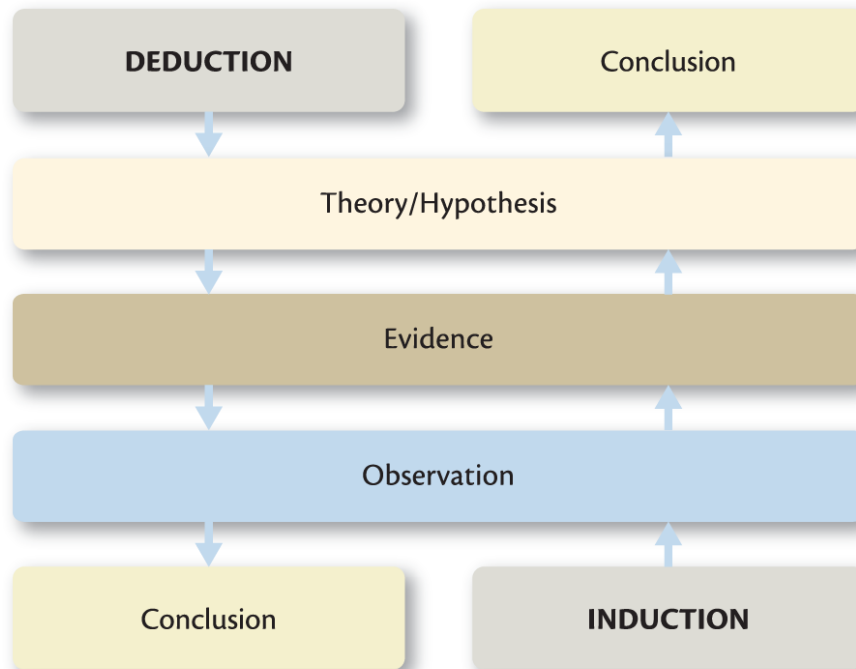 DEDUCTION
Conclusion
Theory/Hypothesis
Evidence
Observation
Conclusion
INDUCTION